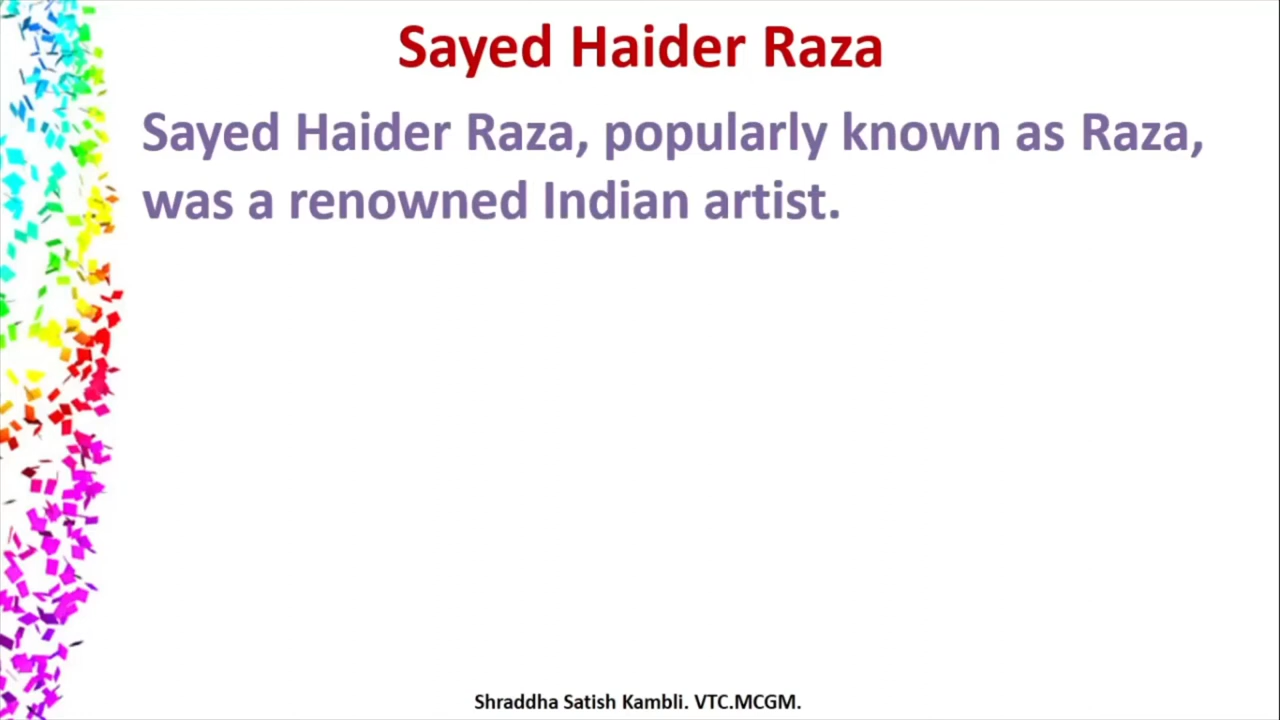 Sayed Haider Raza
Sayed Haider Raza, popularly known as Raza,
was a renowned Indian artist.
Shraddha Satish Kambli. VTC.MCGM.